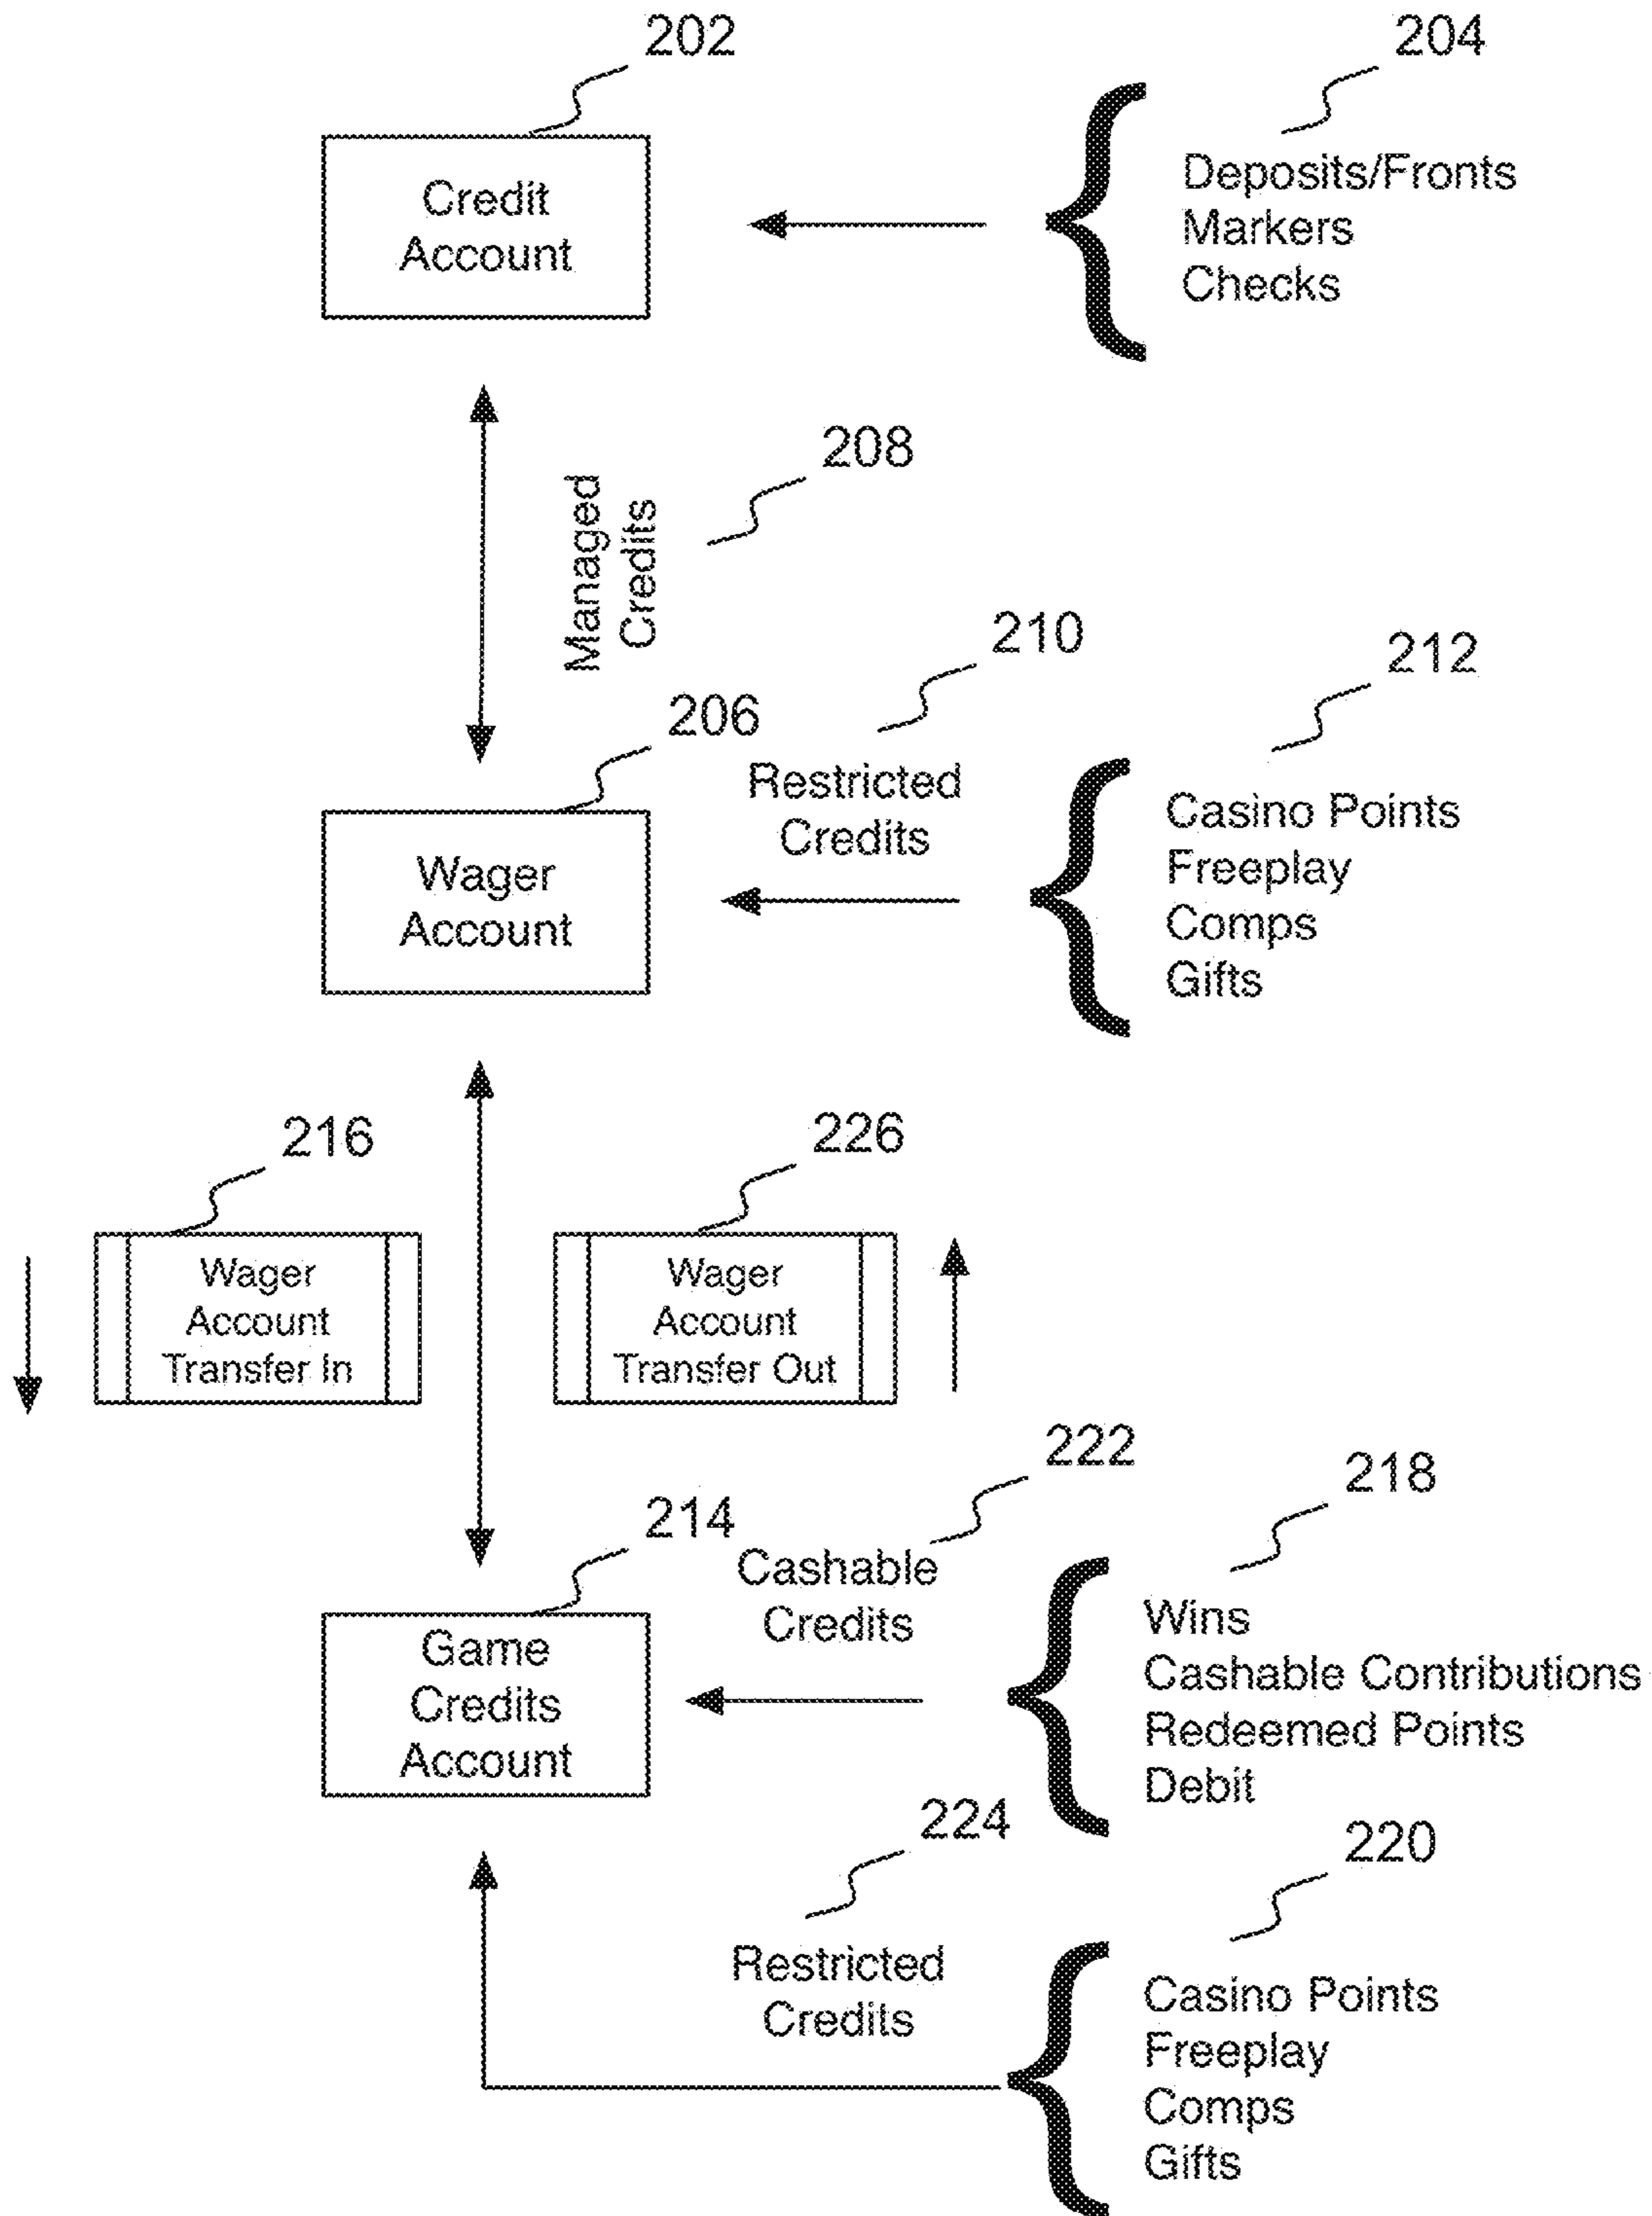 202
204
Credit
Account
Deposits/Fronts
Markers
Checks
208
Managed
Credits
210
212
206
Restricted
Credits
Wager
Account
Casino Points
Freeplay
Comps
Gifts
216
226
Wager
Account
Transfer In
Wager
Account
Transfer Out
222
218
214
Cashable
Credits
Game
Credits
Account
Wins
Cashable Contributions
Redeemed Points
Debit
224
220
Restricted
Credits
Casino Points
Freeplay
Comps
Gifts